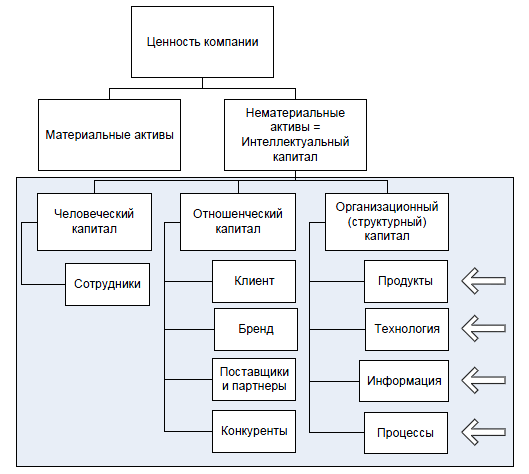 Ценность компании
Материальные активы
Нематериальные
активы =
Интеллектуальный
капитал
Человеческий
капитал
Отношенческий
капитал
Организационный
(структурный)
капитал
Сотрудники
Клиент
Продукты
Бренд
Технология
Поставщики
и партнеры
Информация
Конкуренты
Процессы